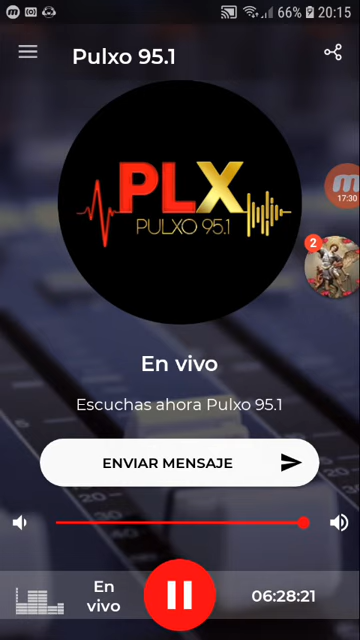 66% 20:15
Pulxo 95.1
17:30
PLX
PULXO 95.1
2
En vivo
Escuchas ahora Pulxo 95.1
ENVIAR MENSAJE
En
vivo
06:28:21